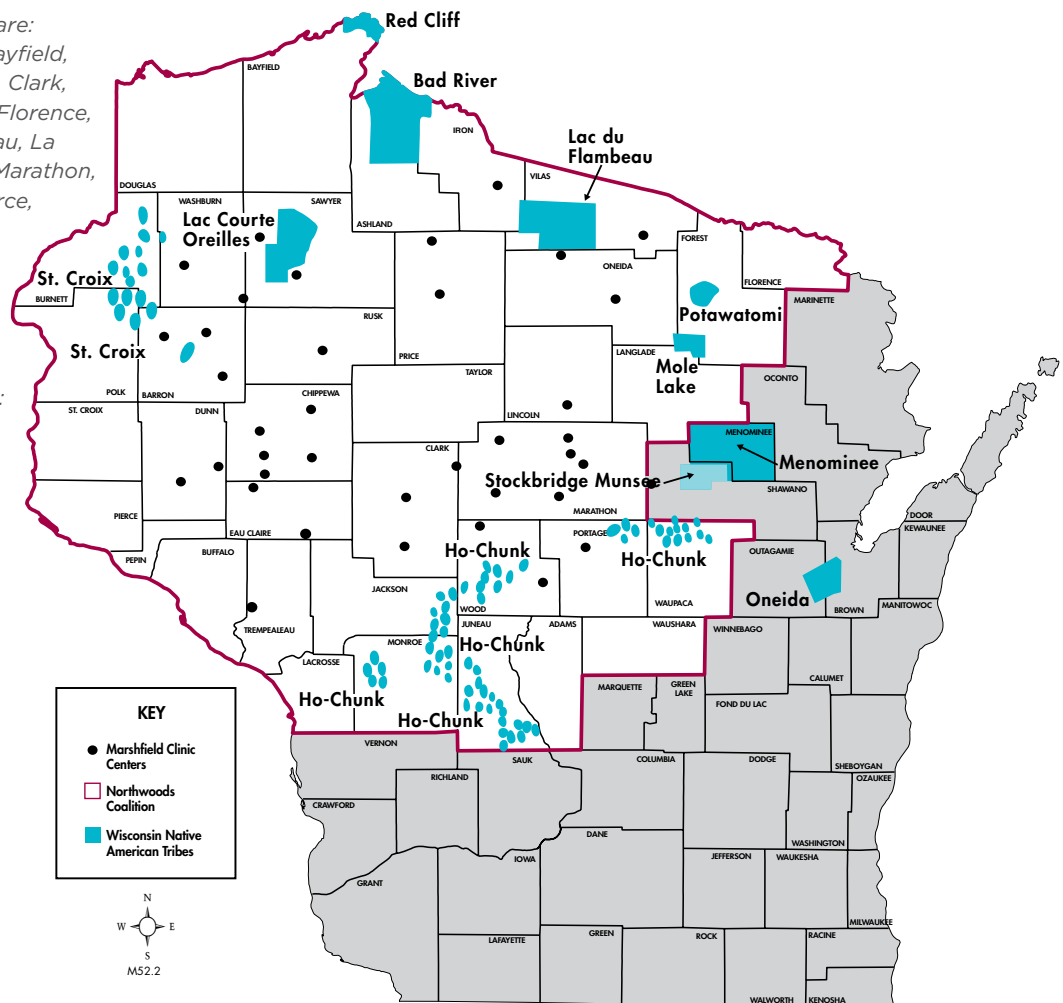 are:
ayfield,
Clark,
Florence,
au, La
Marathon,
rce,
:
Red Cliff
BAYFIELD
Bad River
IRON
Lac du
Flambeau
VILAS
DOUGLAS
WASHBURN
SAWYER
ASHLAND
Lac Courte
Oreilles
FOREST
ONEIDA
FLORENCE
St. Croix
BURNETT
MARINETTE
Potawatomi
RUSK
St. Croix
PRICE
LANGLADE
Mole
Lake
TAYLOR
OCONTO
POLK
BARRON
CHIPPEWA
ST. CROIX
DUNN
LINCOLN
CLARK
MENOMINEE
Menominee
Stockbridge Munsee
SHAWANO
PIERCE
MARATHON
DOOR
KEWAUNEE
EAU CLAIRE
PORTAGE
BUFFALO
OUTAGAMIE
PEPIN
Ho-Chunk
Ho-Chunk
JACKSON
Oneida
WOOD
WAUPACA
BROWN
MANITOWOC
TREMPEALEAU
JUNEAU
ADAMS
WAUSHARA
WINNEBAGO
MONROE
Ho-Chunk
LACROSSE
CALUMET
MARQUETTE
GREEN
LAKE
Ho-Chunk
FOND DU LAC
Ho-Chunk
KEY
VERNON
Marshfield Clinic
Centers
SAUK
COLUMBIA
DODGE
SHEBOYGAN
RICHLAND
OZAUKEE
Northwoods
Coalition
CRAWFORD
Wisconsin Native
American Tribes
DANE
WASHINGTON
IOWA
JEFFERSON
WAUKESHA
GRANT
N
W
E
S
M52.2
MILWAUKEE
LAFAYETTE
GREEN
ROCK
RACINE
WALWORTH
KENOSHA